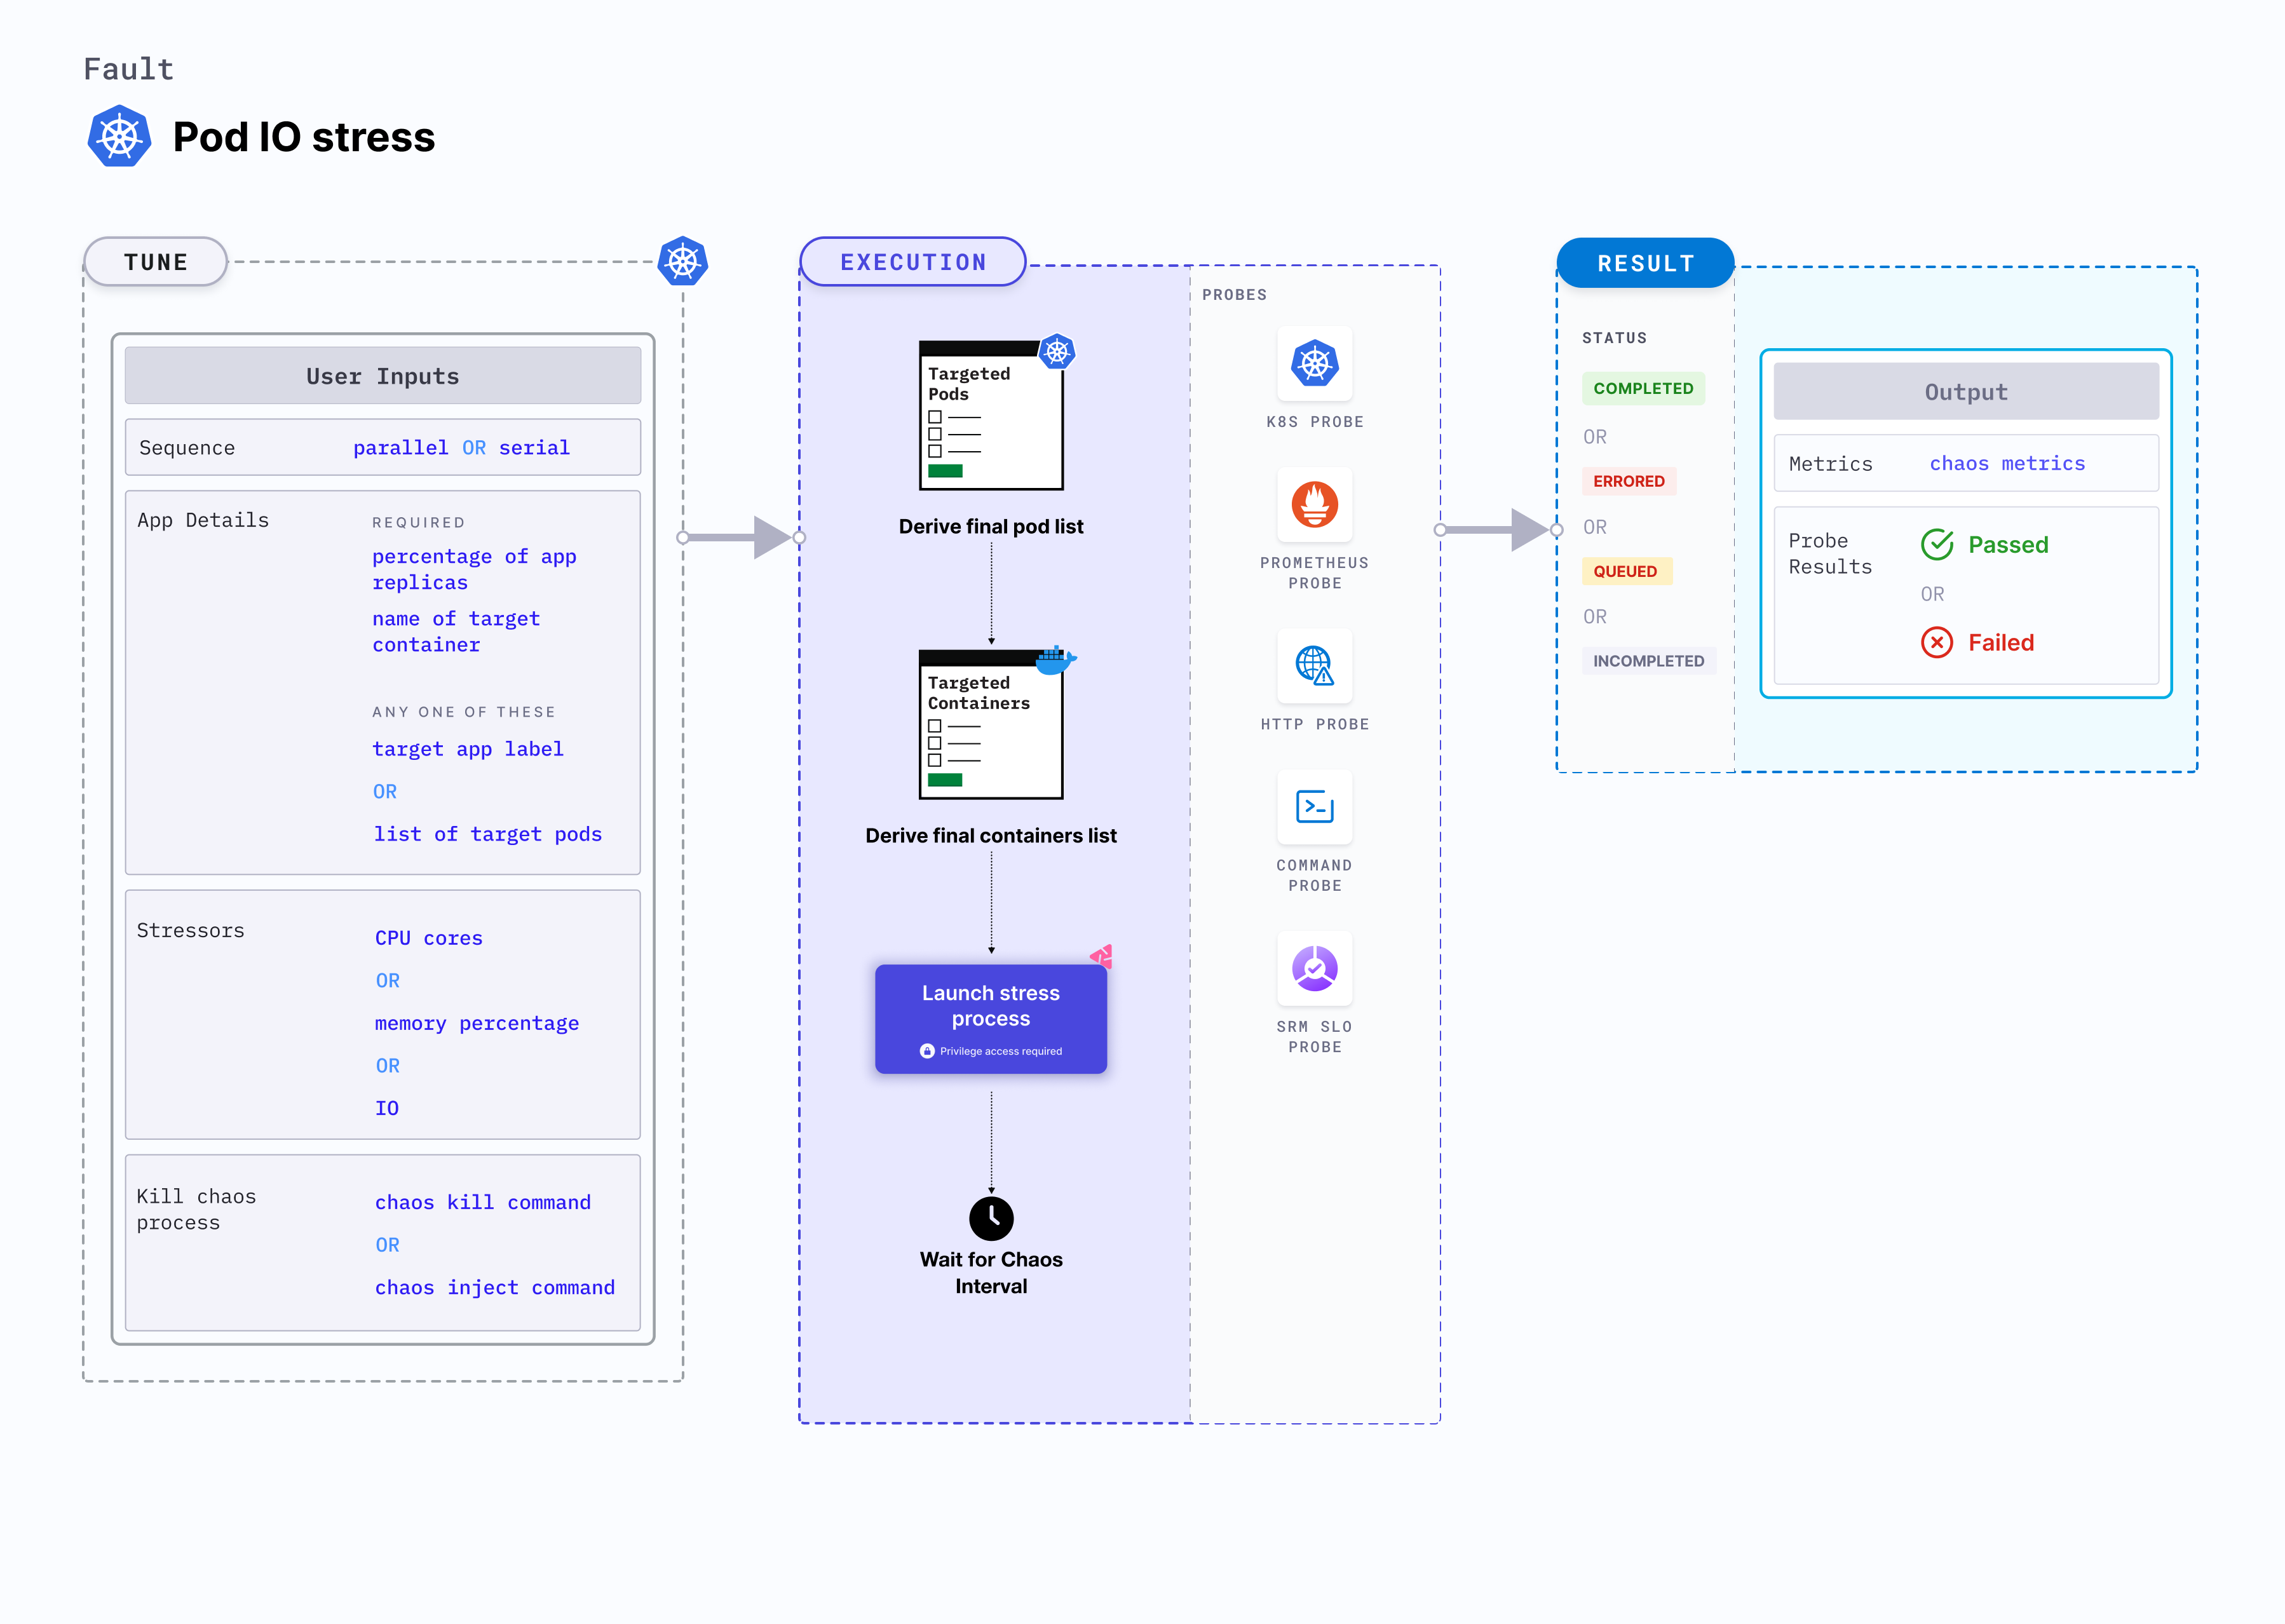 Fault
Pod IO stress
TUNE
User Inputs
Sequence
parallel OR serial
App Details
REQUIRED
percentage of app
replicas
name of target
container
ANY ONE OF THESE
target app label
OR
list of target pods
Stressors
CPU cores
OR
memory percentage
OR
IO
Kill chaos
process
chaos kill command
OR
chaos inject command
EXECUTION
Targeted
Pods
Derive final pod list
Targeted
Containers
Derive final containers list
Launch stress
process
Privilege access required
Wait for Chaos
Interval
PROBES
K8S PROBE
PROMETHEUS
PROBE
HTTP PROBE
COMMAND
PROBE
SRM SLO
PROBE
RESULT
STATUS
COMPLETED
OR
ERRORED
OR
QUEUED
OR
INCOMPLETED
Output
Metrics
chaos metrics
Probe
Results
Passed
OR
Failed